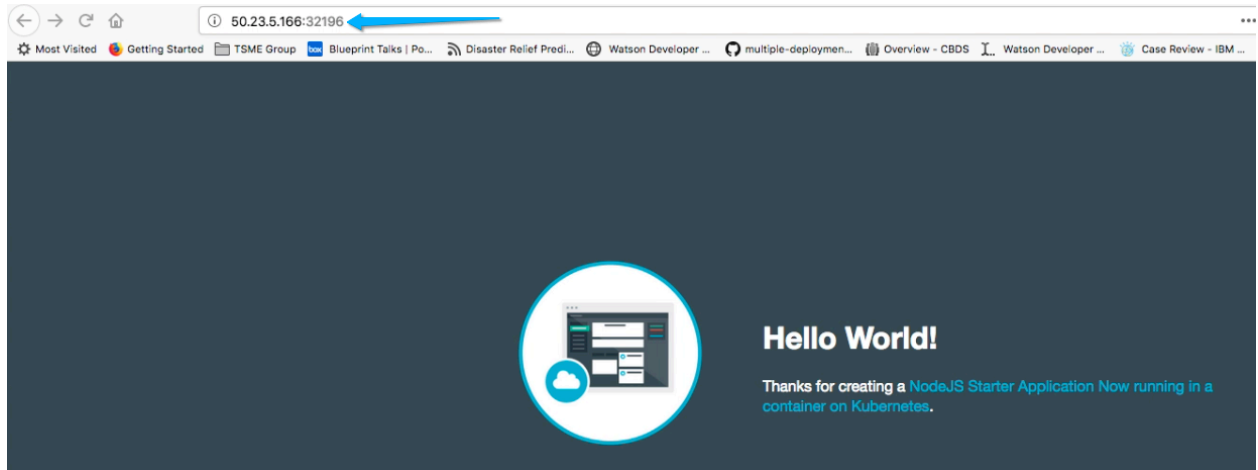 50.23.5.166:32196
Most Visited Getting Started TSME Group box Blueprint Talks | Po... Disaster Relief Predi... Watson Developer ... multiple-deploymen... Overview - CBDS Watson Developer ... Case Review - IBM ...
Hello World!
Thanks for creating a NodeJS Starter Application Now running in a
container on Kubernetes.